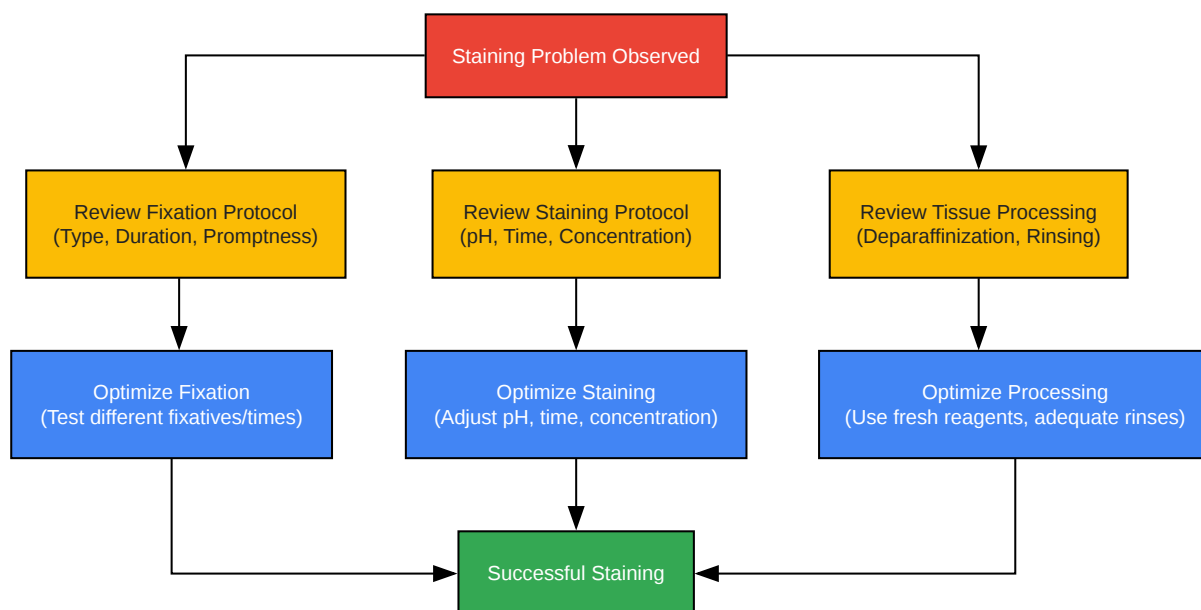 Staining Problem Observed
Review Fixation Protocol
(Type, Duration, Promptness)
Review Staining Protocol
(pH, Time, Concentration)
Review Tissue Processing
(Deparaffinization, Rinsing)
Optimize Fixation
(Test different fixatives/times)
Optimize Staining
(Adjust pH, time, concentration)
Optimize Processing
(Use fresh reagents, adequate rinses)
Successful Staining